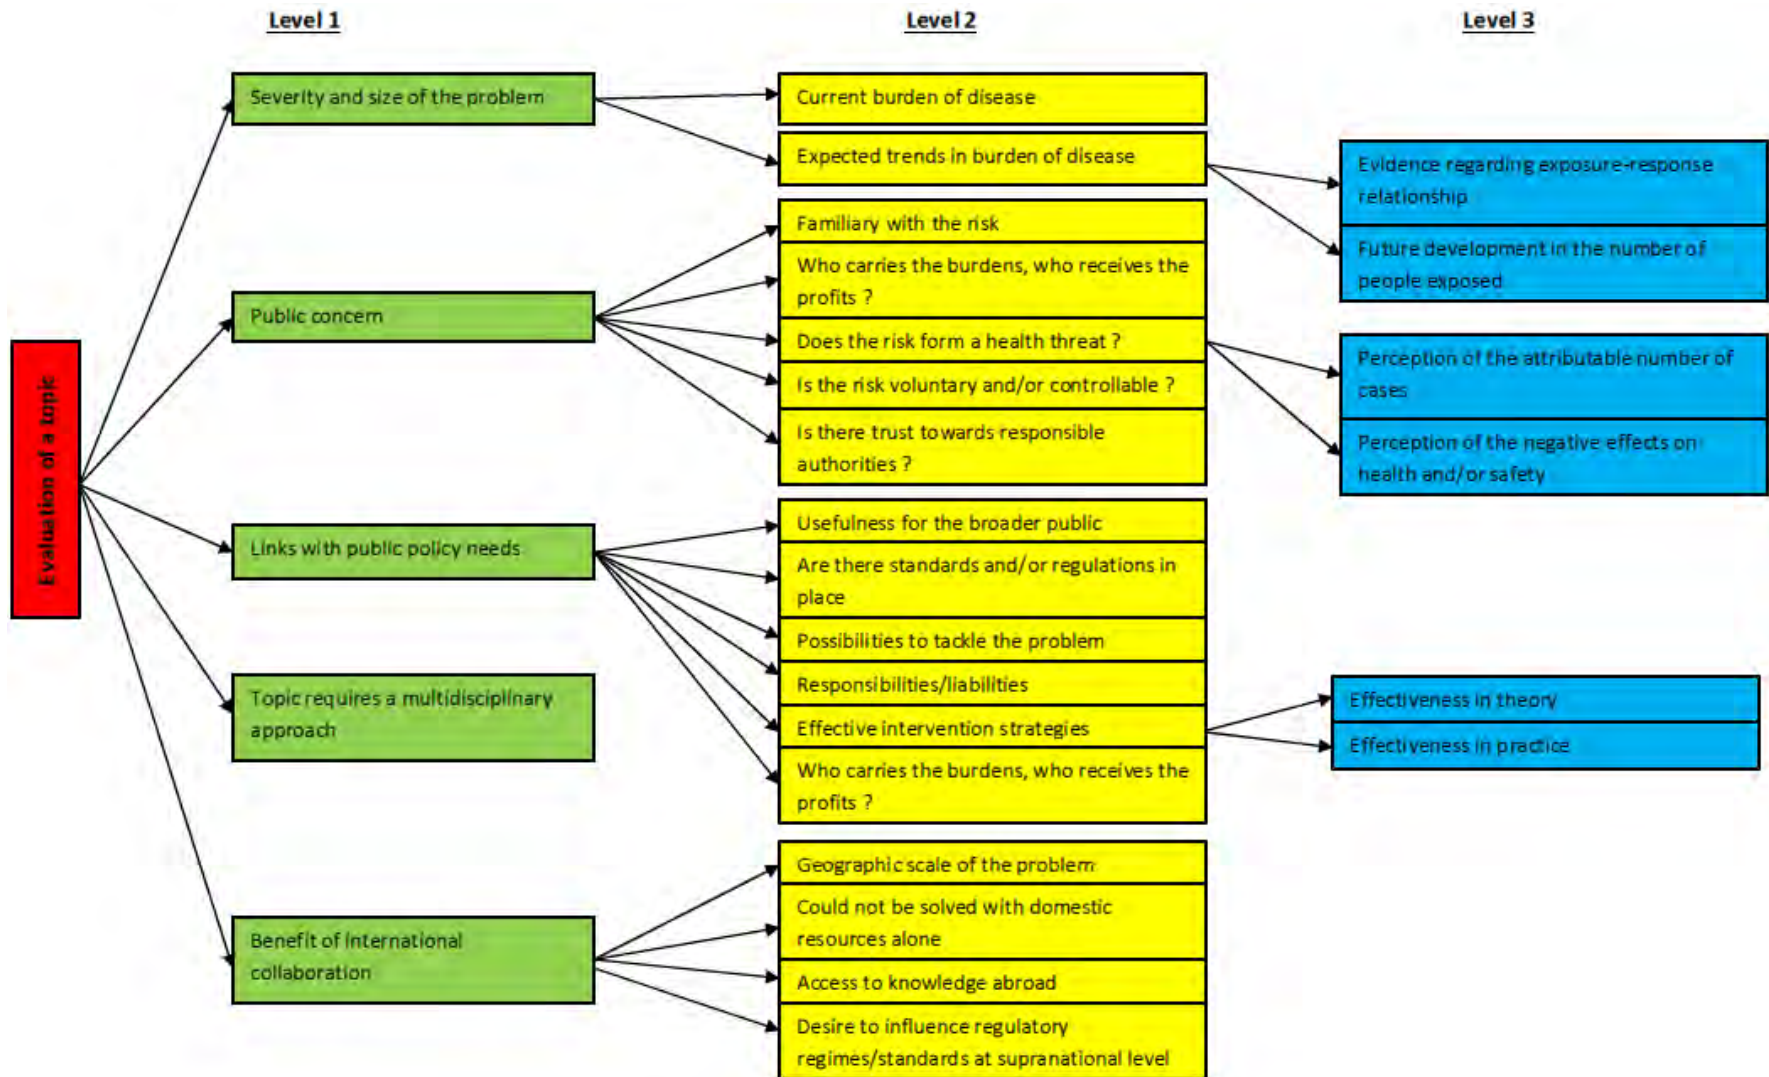 Level 1
Level 2
Level 3
Evaluation of a topic
Severity and size of the problem
Public concern
Links with public policy needs
Topic requires a multidisciplinary
approach
Benefit of international
collaboration
Current burden of disease
Expected trends in burden of disease
Familiary with the risk
Who carries the burdens, who receives the
profits ?
Does the risk form a health threat ?
Is the risk voluntary and/or controllable ?
Is there trust towards responsible
authorities ?
Usefulness for the broader public
Are there standards and/or regulations in
place
Possibilities to tackle the problem
Responsibilities/liabilities
Effective intervention strategies
Who carries the burdens, who receives the
profits ?
Geographic scale of the problem
Could not be solved with domestic
resources alone
Access to knowledge abroad
Desire to influence regulatory
regimes/standards at supranational level
Evidence regarding exposure-response
relationship
Future development in the number of
people exposed
Perception of the attributable number of
cases
Perception of the negative effects on
health and/or safety
Effectiveness in theory
Effectiveness in practice